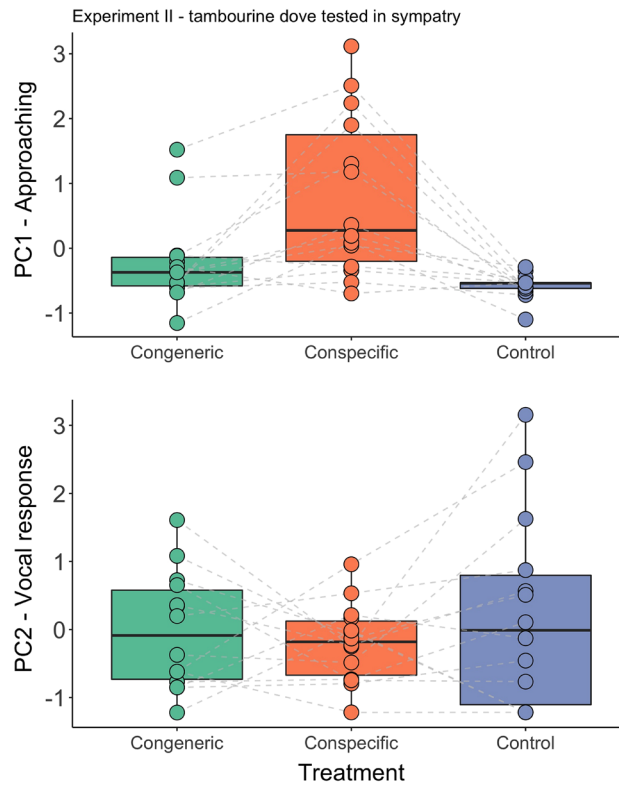 Experiment II - tambourine dove tested in sympatry
PC1 - Approaching
3
2
1
0
-1
Congeneric Conspecific Control
PC2 - Vocal response
3
2
1
0
-1
Congeneric Conspecific Control
Treatment